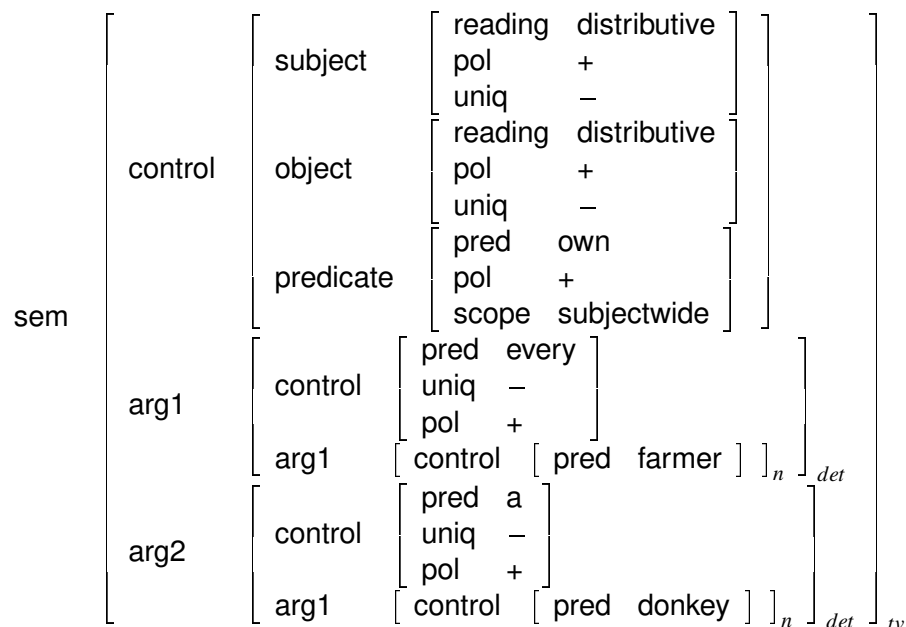 reading distributive
subject pol +
uniq −
reading distributive
control object pol +
uniq −
pred own
predicate pol +
scope subjectwide
sem
pred every
control uniq −
arg1 pol +
arg1 [ control [ pred farmer ] ]n det
pred a
control uniq −
arg2 pol +
arg1 [ control [ pred donkey ] ]n det tv